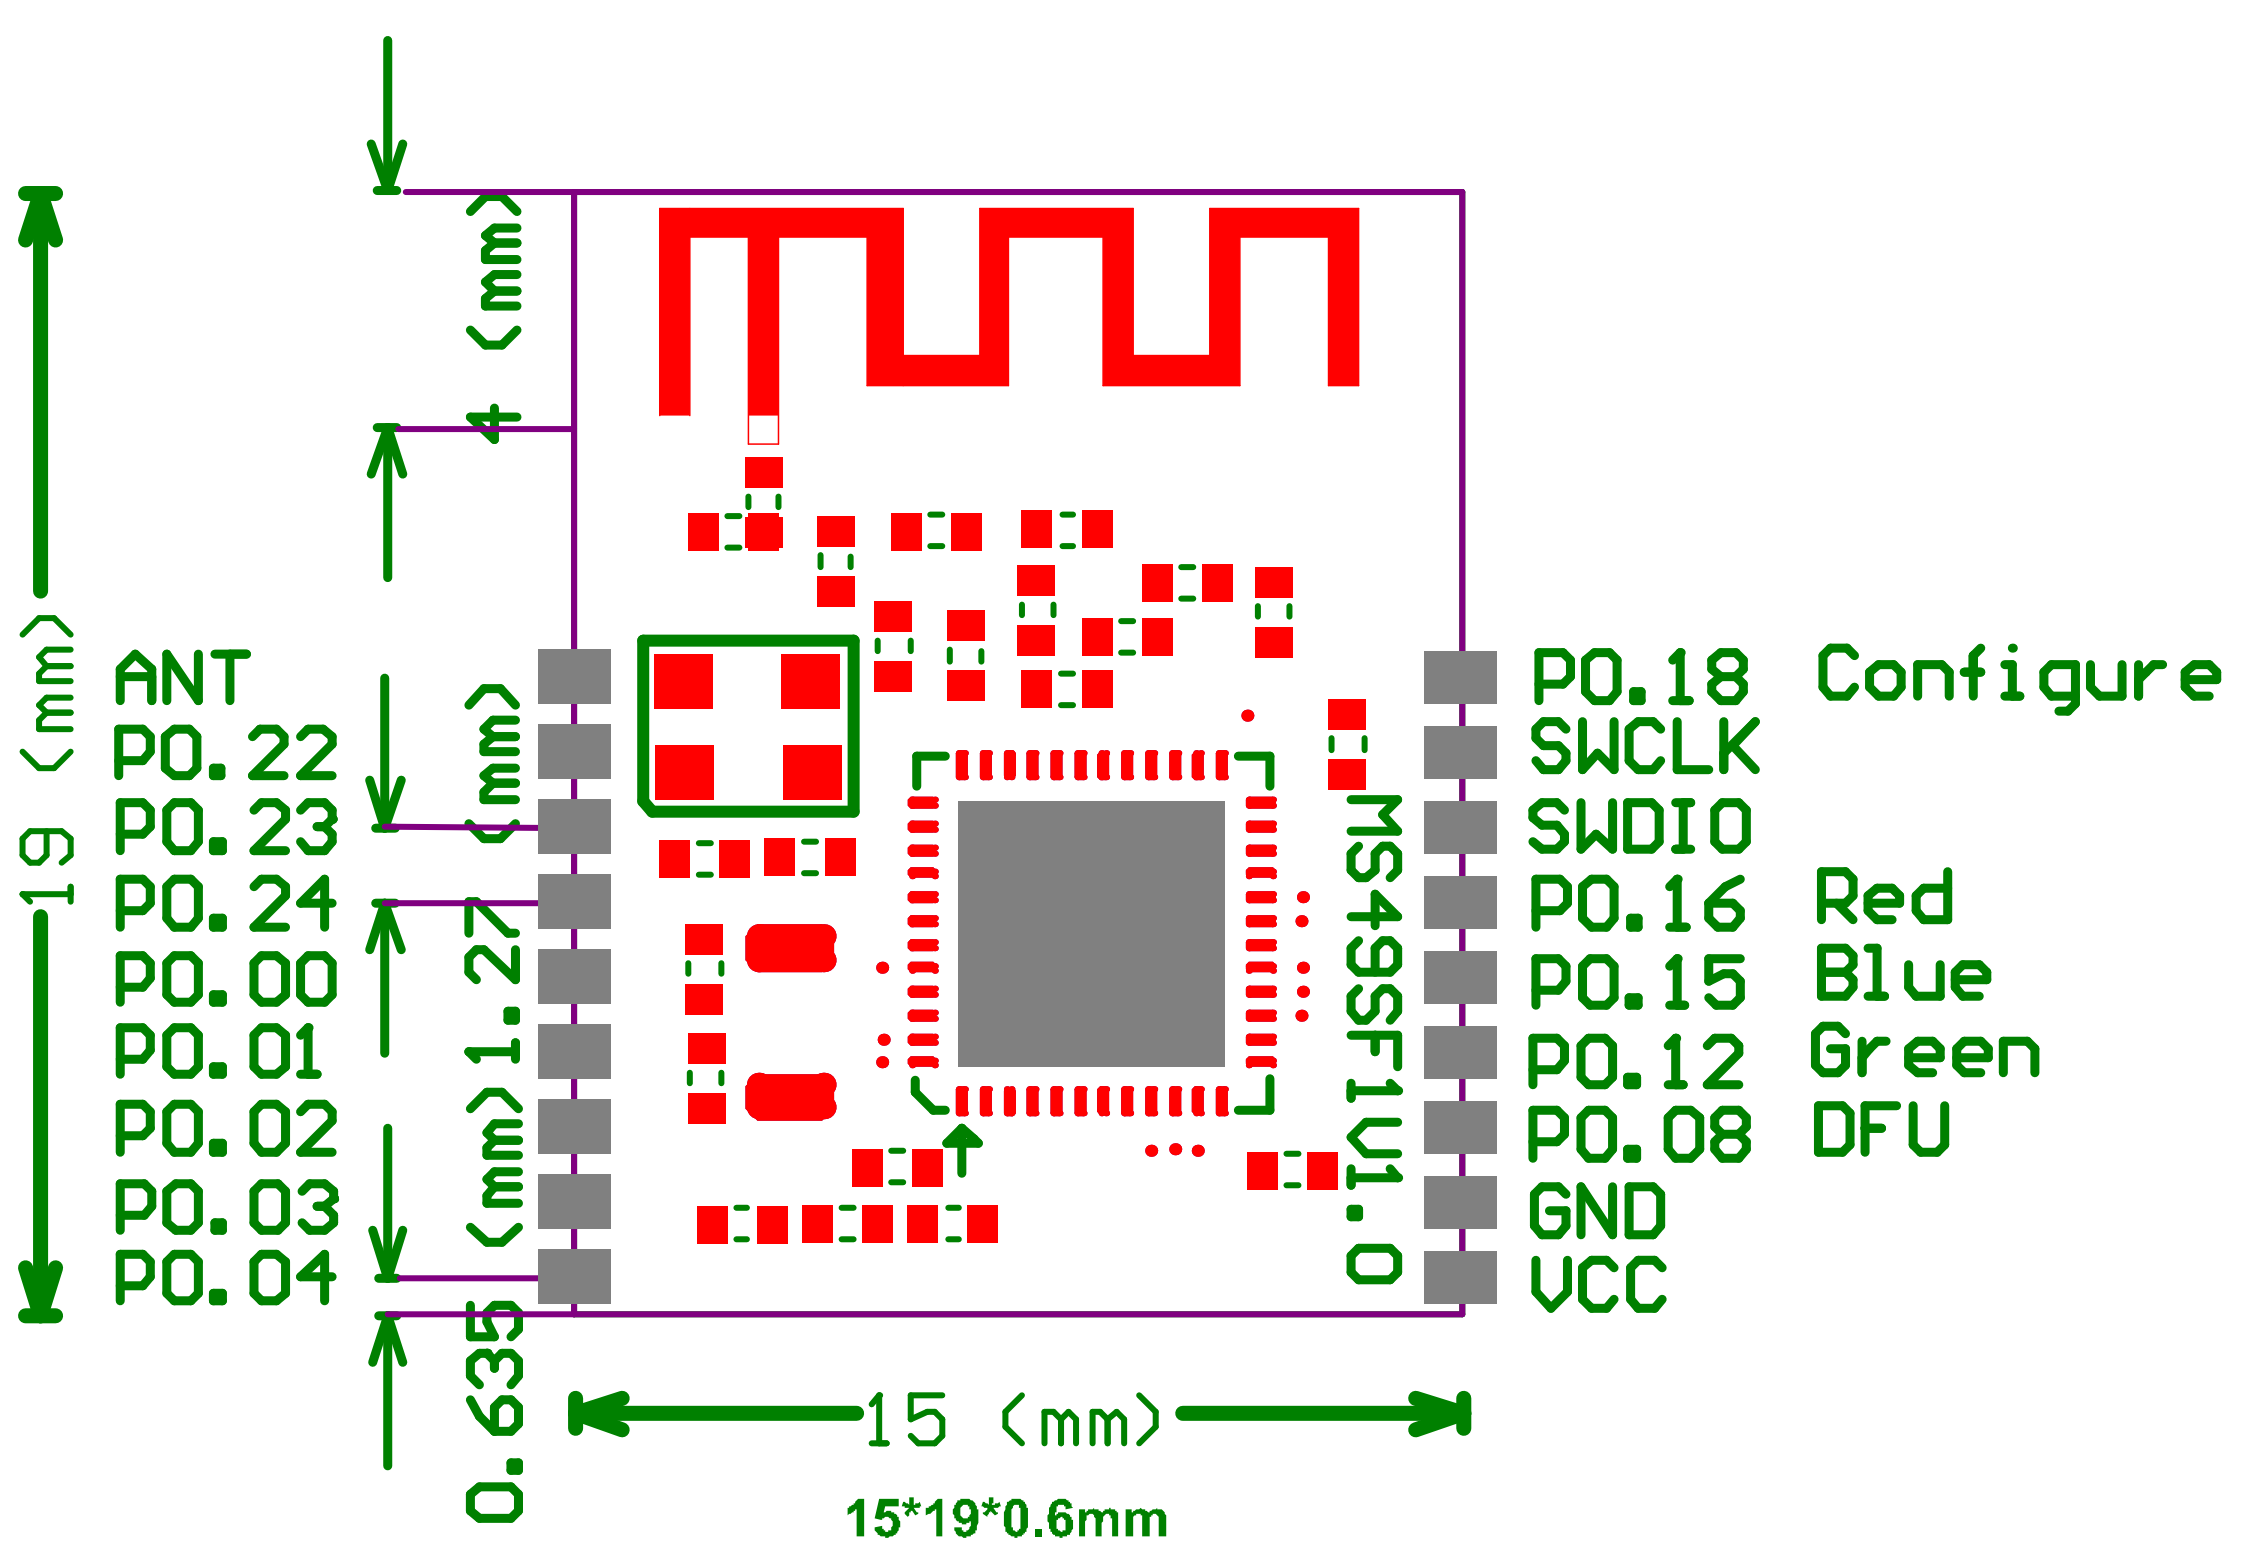 4 (mm)
19 (mm)
1.27 (mm)
0.635 (mm)
ANT
P0.22
P0.23
P0.24
P0.00
P0.01
P0.02
P0.03
P0.04
MS49SF1V1.0
P0.18 Configure
SWCLK
SWDIO
P0.16 Red
P0.15 Blue
P0.12 Green
P0.08 DFU
GND
VCC
15 (mm)
15*19*0.6mm